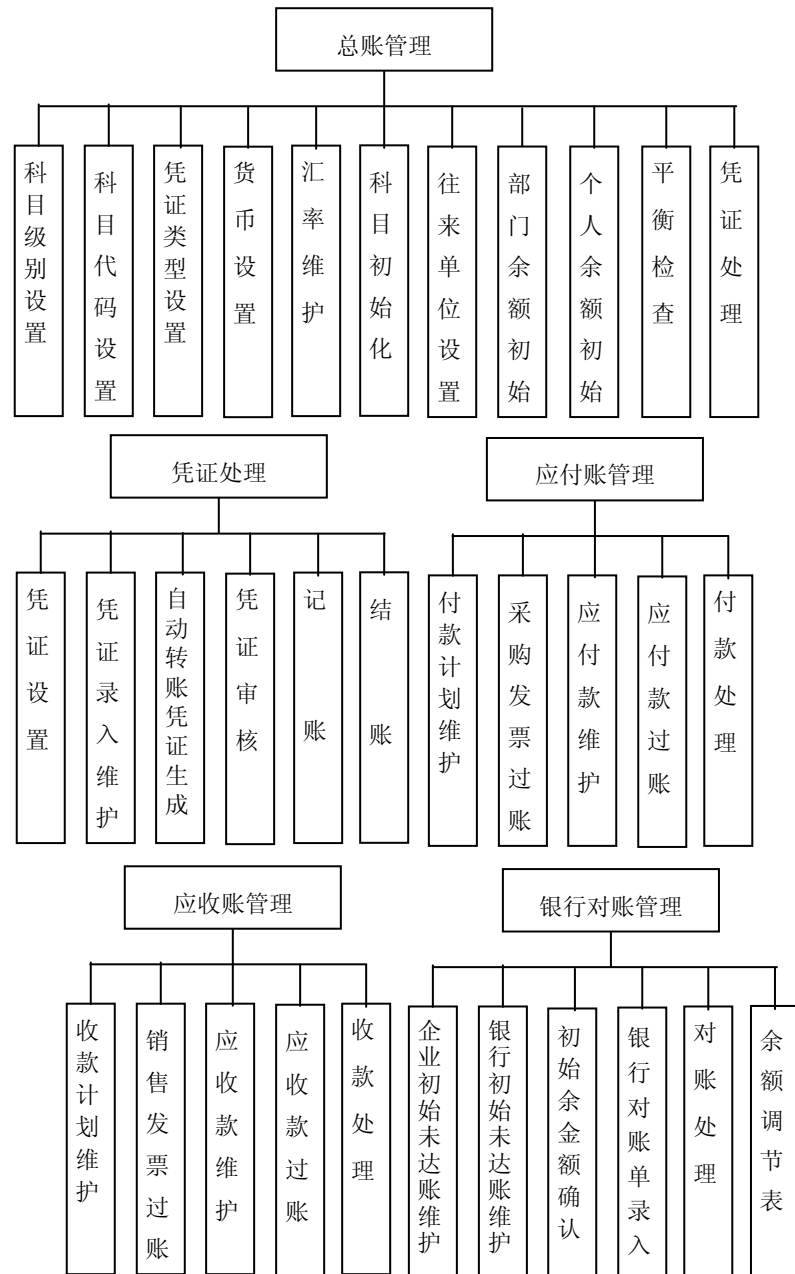 总账管理
科目级别设置
科目代码设置
凭证类型设置
货币设置
汇率维护
科目初始化
往来单位设置
部门余额初始
个人余额初始
平衡检查
凭证处理
凭证处理
凭证设置
凭证录入维护
自动转账凭证生成
凭证审核
记账
结账
应付账管理
付款计划维护
采购发票过账
应付款维护
应付款过账
付款处理
应收账管理
收款计划维护
销售发票过账
应收款维护
应收款过账
收款处理
银行对账管理
企业初始未达账维护
银行初始未达账维护
初始余金额确认
银行对账单录入
对账处理
余额调节表